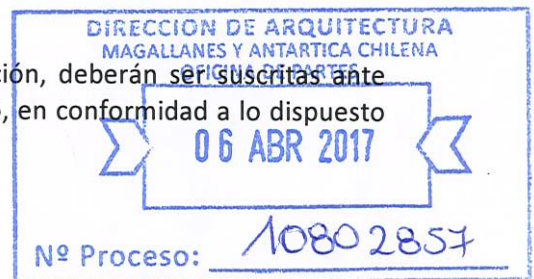 DIRECCION DE ARQUITECTURA
MAGALLANES Y ANTARTICA CHILENA
OFICINA DE PARTES
ción, deberán ser suscritas ante
o, en conformidad a lo dispuesto
06 ABR 2017
Nº Proceso: 10802857